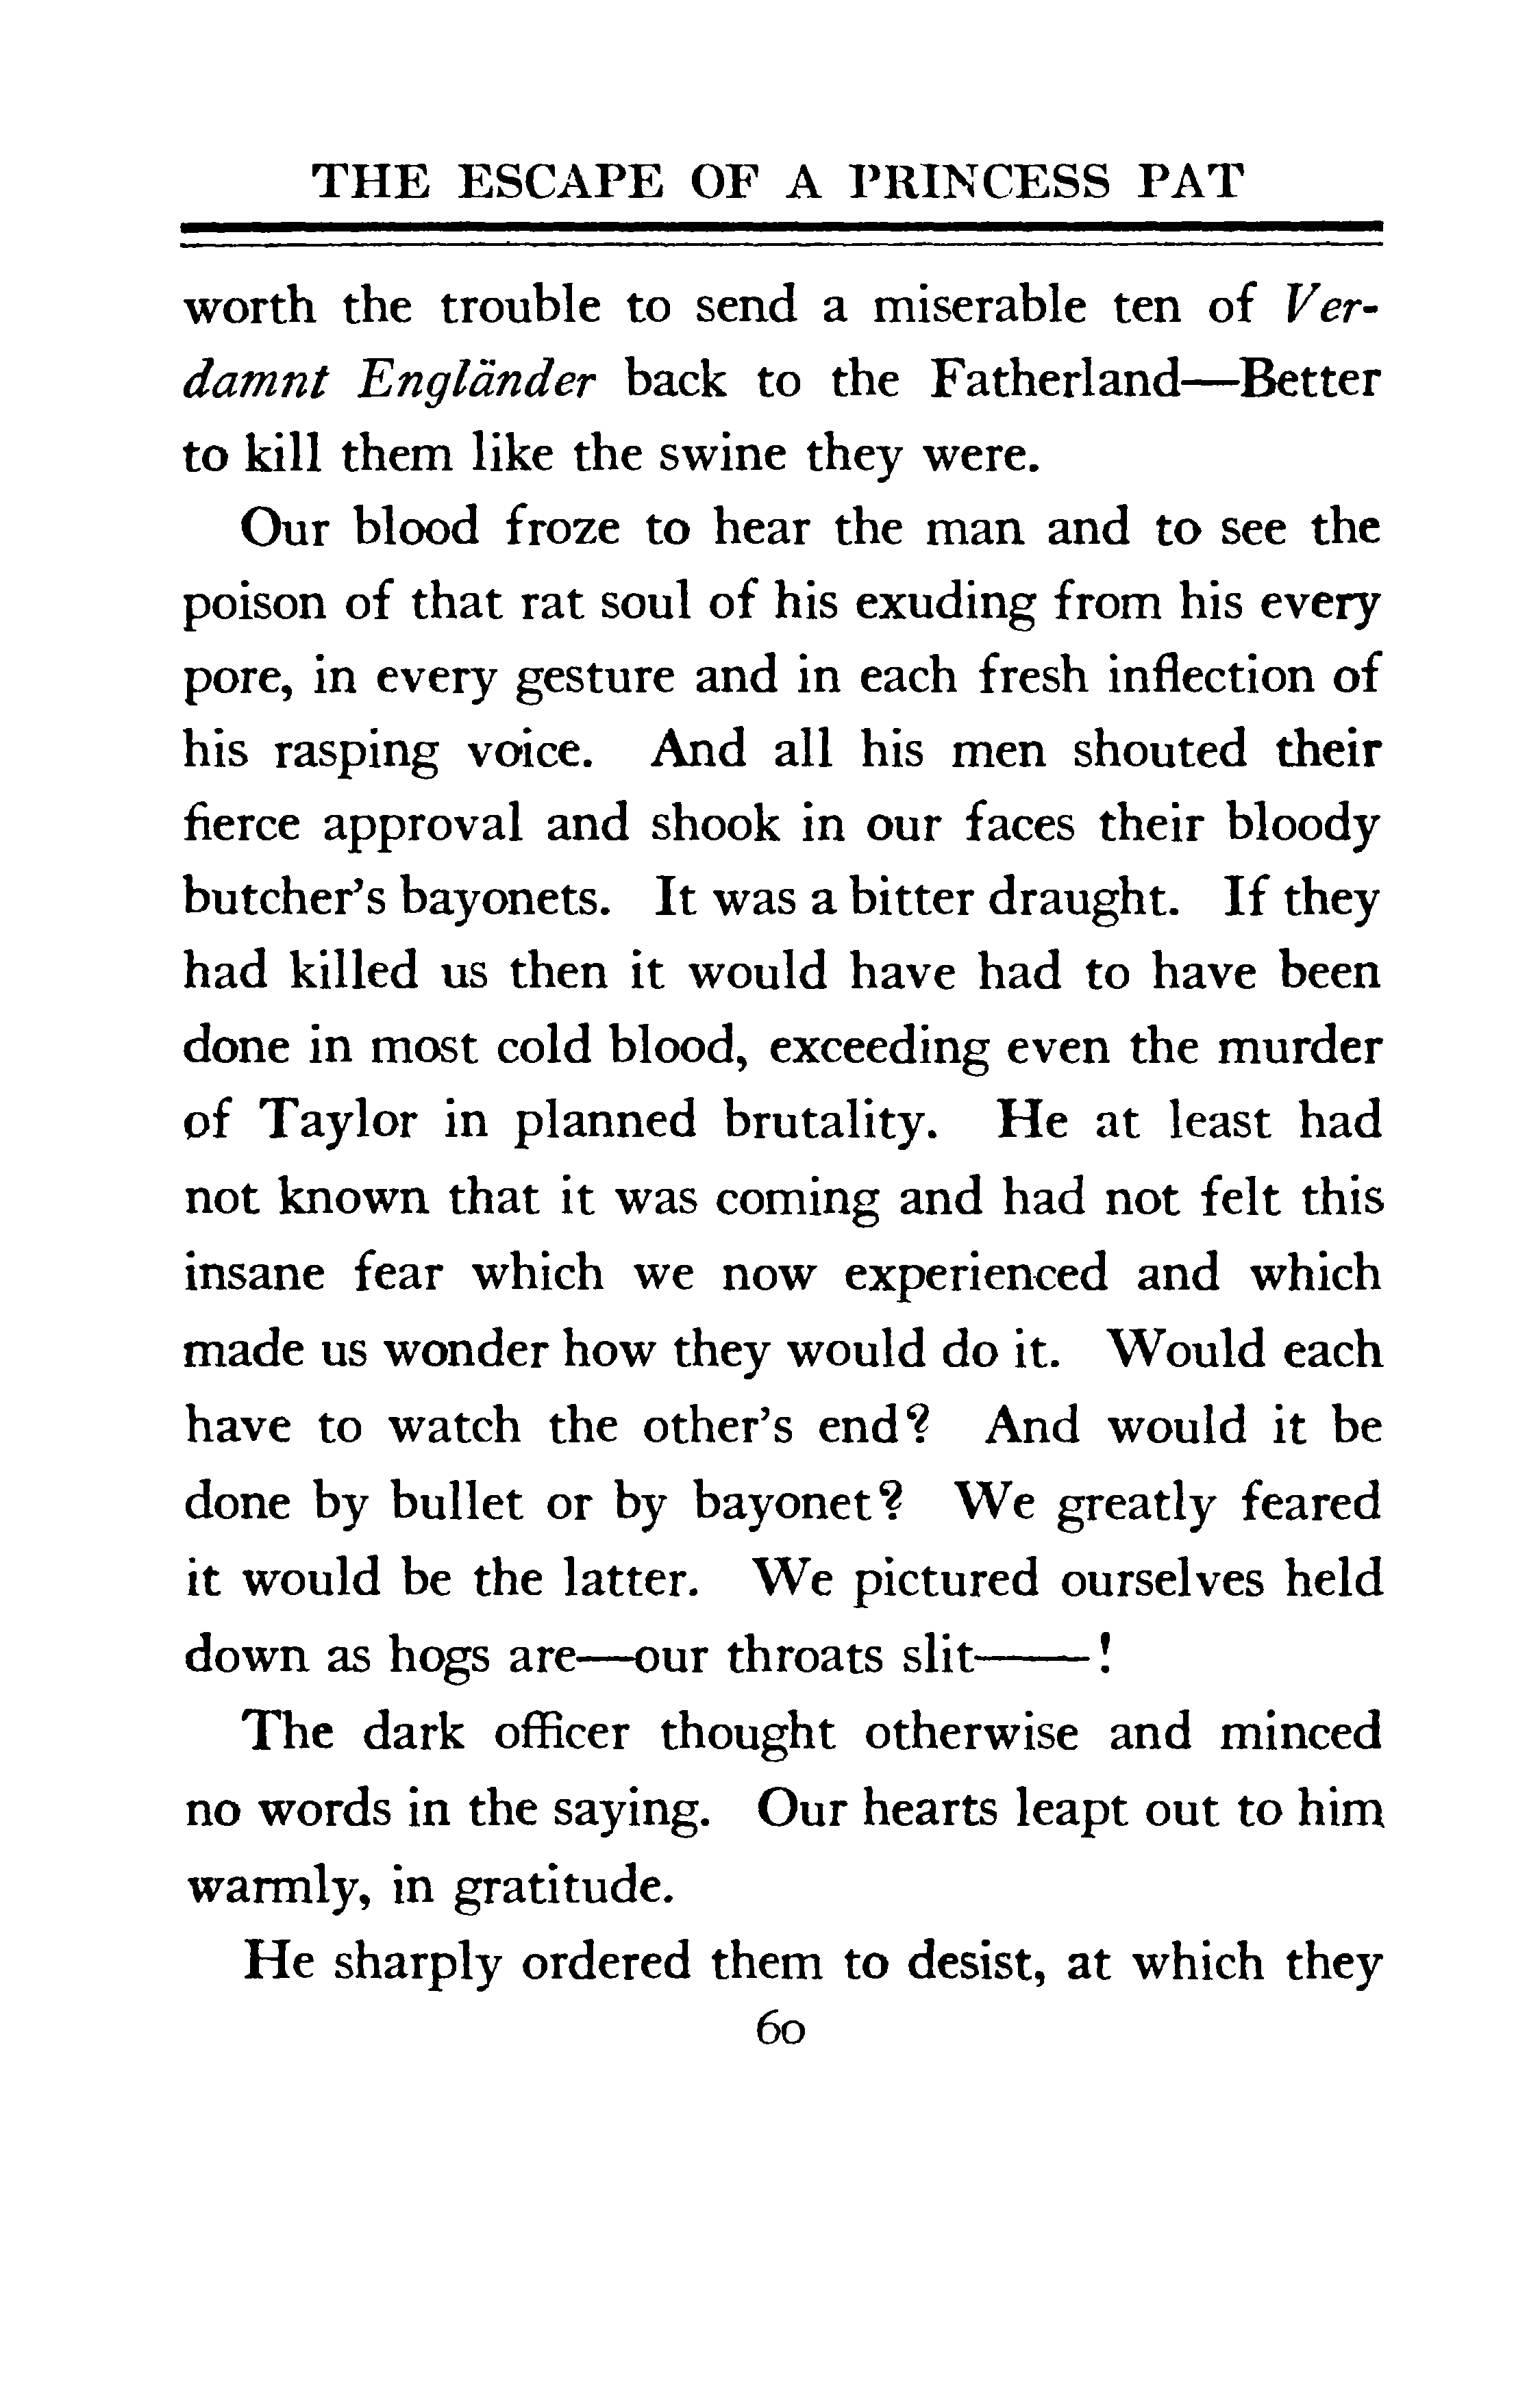 THE ESCAPE OF A PRINCESS PAT
worth the trouble to send a miserable ten of Ver-
damnt Engländer back to the Fatherland—Better
to kill them like the swine they were.
Our blood froze to hear the man and to see the
poison of that rat soul of his exuding from his every
pore, in every gesture and in each fresh inflection of
his rasping voice. And all his men shouted their
fierce approval and shook in our faces their bloody
butcher's bayonets. It was a bitter draught. If they
had killed us then it would have had to have been
done in most cold blood, exceeding even the murder
of Taylor in planned brutality. He at least had
not known that it was coming and had not felt this
insane fear which we now experienced and which
made us wonder how they would do it. Would each
have to watch the other's end? And would it be
done by bullet or by bayonet? We greatly feared
it would be the latter. We pictured ourselves held
down as hogs are—our throats slit——!
The dark officer thought otherwise and minced
no words in the saying. Our hearts leapt out to him
warmly, in gratitude.
He sharply ordered them to desist, at which they
60